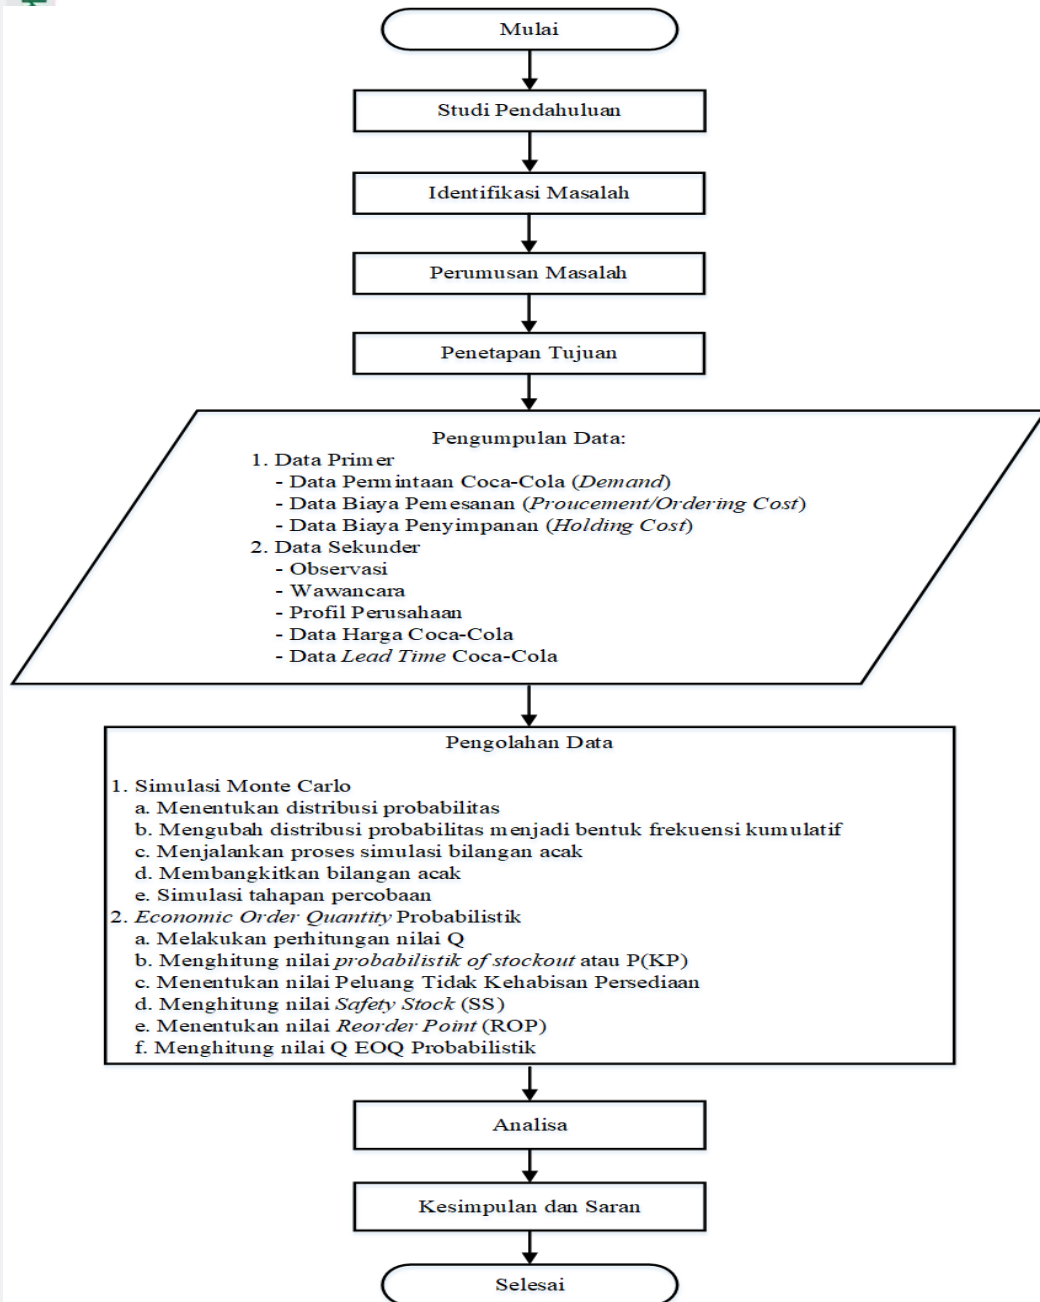 Mulai
Studi Pendahuluan
Identifikasi Masalah
Perumusan Masalah
Penetapan Tujuan
Pengumpulan Data:
1. Data Primer
- Data Permintaan Coca-Cola (Demand)
- Data Biaya Pemesanan (Proucement/Ordering Cost)
- Data Biaya Penyimpanan (Holding Cost)
2. Data Sekunder
- Observasi
- Wawancara
- Profil Perusahaan
- Data Harga Coca-Cola
- Data Lead Time Coca-Cola
Pengolahan Data
1. Simulasi Monte Carlo
a. Menentukan distribusi probabilitas
b. Mengubah distribusi probabilitas menjadi bentuk frekuensi kumulatif
c. Menjalankan proses simulasi bilangan acak
d. Membangkitkan bilangan acak
e. Simulasi tahapan percobaan
2. Economic Order Quantity Probabilistik
a. Melakukan perhitungan nilai Q
b. Menghitung nilai probabilistik of stockout atau P(KP)
c. Menentukan nilai Peluang Tidak Kehabisan Persediaan
d. Menghitung nilai Safety Stock (SS)
e. Menentukan nilai Reorder Point (ROP)
f. Menghitung nilai Q EOQ Probabilistik
Analisa
Kesimpulan dan Saran
Selesai